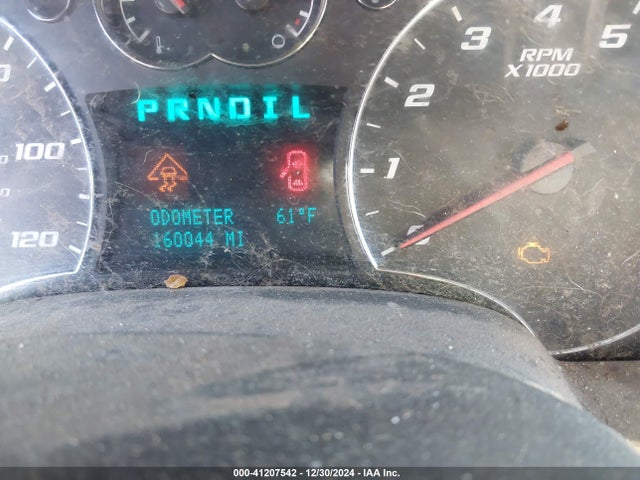 3 4 5
RPM
X1000
2
1
0
PRNDIL
100
120
ODOMETER 61°F
160044 MI
000-41207542 - 12/30/2024 - IAA Inc.